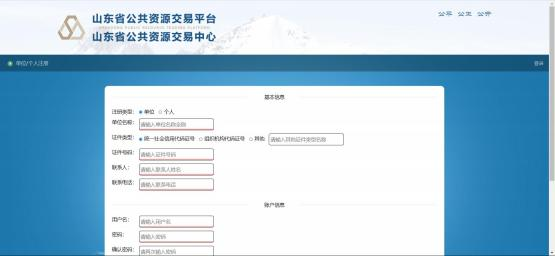 山东省公共资源交易平台
山东省公共资源交易中心
公平 公正 公开
单位/个人注册
登录
基本信息
注册类型： 单位 个人
单位名称： 请输入单位名称全称
证件类型： 统一社会信用代码证号 组织机构代码证号 其他 请输入其他证件类型名称
证件号码： 请输入证件号码
联系人： 请输入联系人姓名
联系电话： 请输入联系电话
账户信息
用户名： 请输入用户名
密码： 请输入密码
确认密码： 请再次输入密码